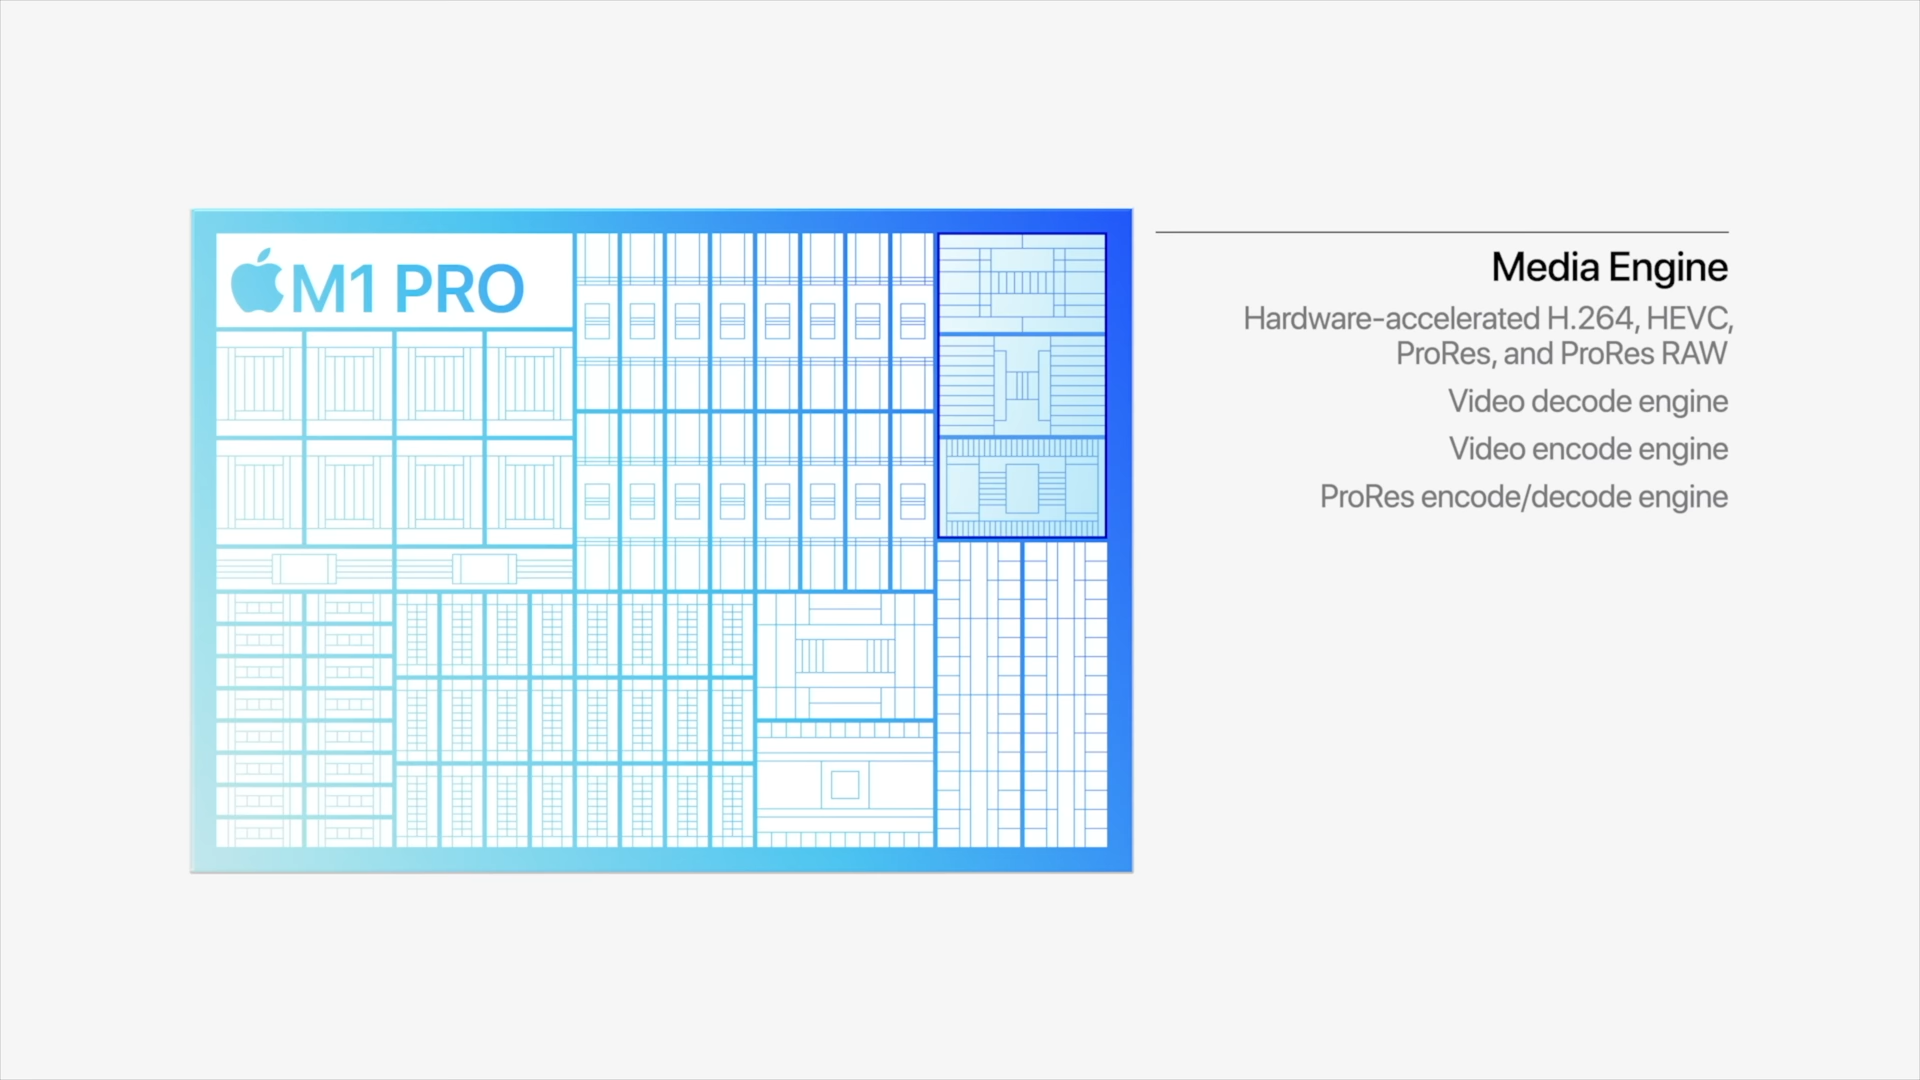 M1 PRO
Media Engine
Hardware-accelerated H.264, HEVC,
ProRes, and ProRes RAW
Video decode engine
Video encode engine
ProRes encode/decode engine